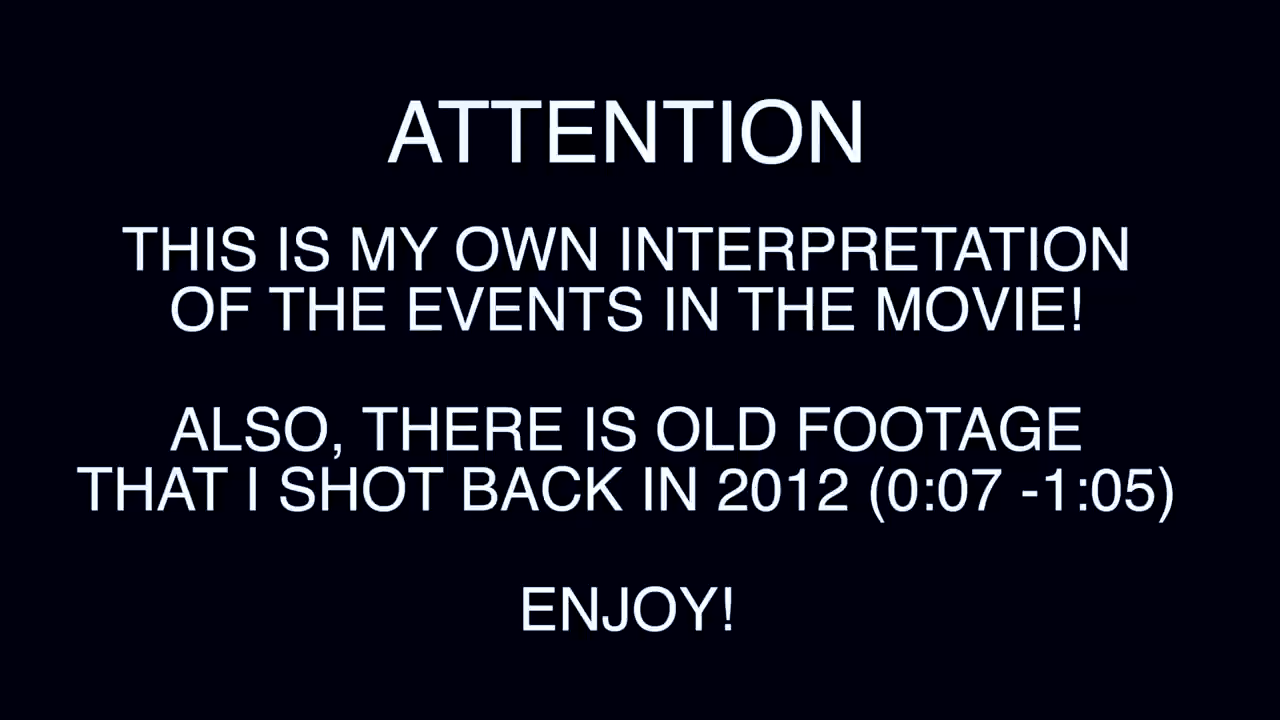 ATTENTION
THIS IS MY OWN INTERPRETATION
OF THE EVENTS IN THE MOVIE!
ALSO, THERE IS OLD FOOTAGE
THAT I SHOT BACK IN 2012 (0:07 -1:05)
ENJOY!